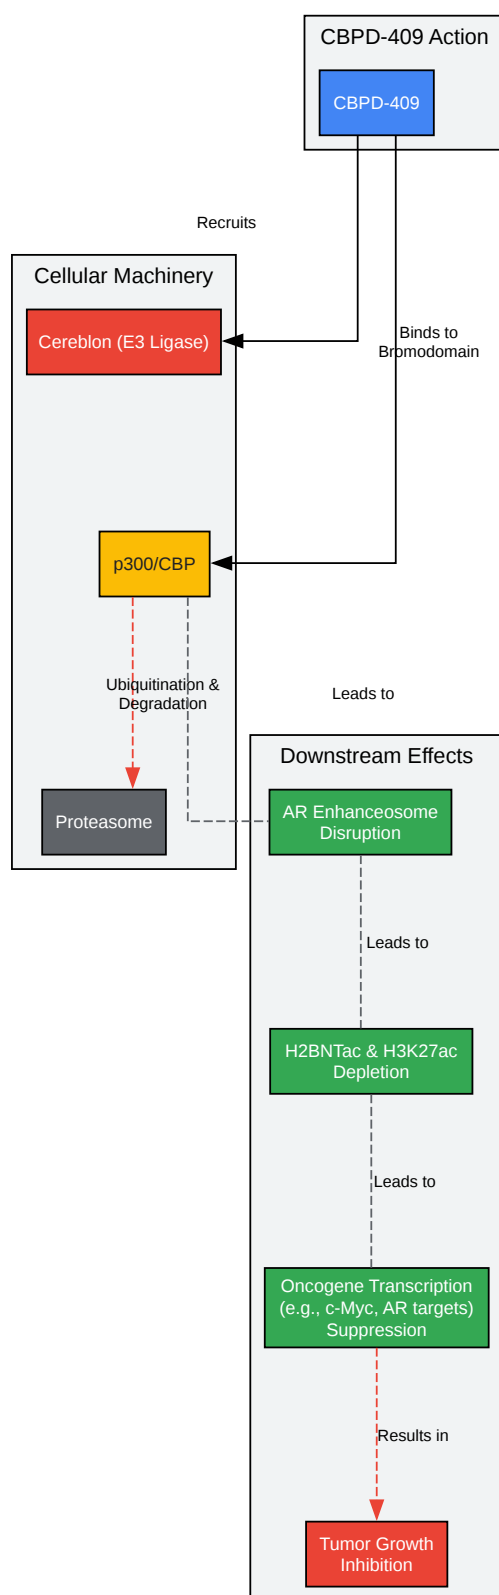 CBPD-409 Action
CBPD-409
Recruits
Cellular Machinery
Cereblon (E3 Ligase)
Binds to
Bromodomain
p300/CBP
Ubiquitination &
Degradation
Leads to
Downstream Effects
Proteasome
AR Enhanceosome
Disruption
Leads to
H2BNTac & H3K27ac
Depletion
Leads to
Oncogene Transcription
(e.g., c-Myc, AR targets)
Suppression
Results in
Tumor Growth
Inhibition